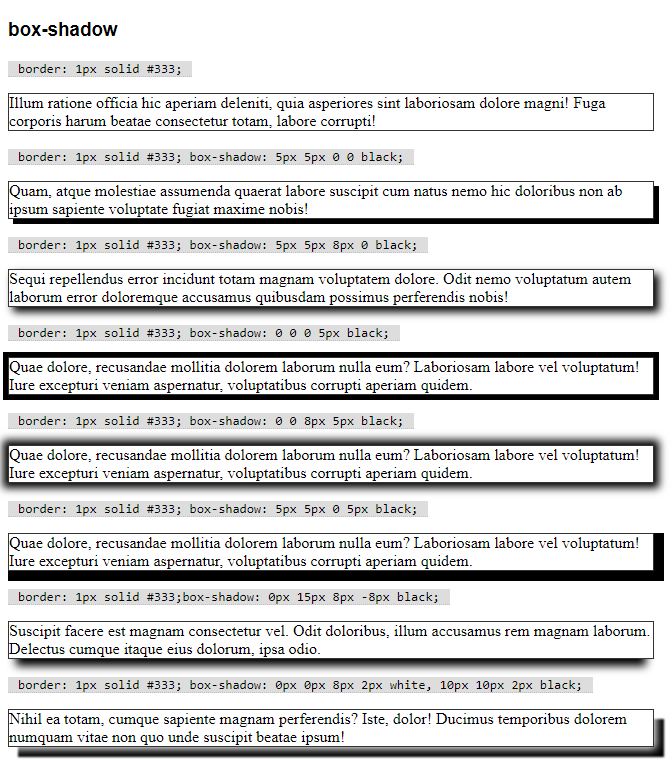 box-shadow
border: 1px solid #333;
Illum ratione officia hic aperiam deleniti, quia asperiores sint laboriosam dolore magni! Fuga
corporis harum beatae consectetur totam, labore corrupti!
border: 1px solid #333; box-shadow: 5px 5px 0 0 black;
Quam, atque molestiae assumenda quaerat labore suscipit cum natus nemo hic doloribus non ab
ipsum sapiente voluptate fugiat maxime nobis!
border: 1px solid #333; box-shadow: 5px 5px 8px 0 black;
Sequi repellendus error incidunt totam magnam voluptatem dolore. Odit nemo voluptatum autem
laborum error doloremque accusamus quibusdam possimus perferendis nobis!
border: 1px solid #333; box-shadow: 0 0 0 5px black;
Quae dolore, recusandae mollitia dolorem laborum nulla eum? Laboriosam labore vel voluptatum!
Iure excepturi veniam aspernatur, voluptatibus corrupti aperiam quidem.
border: 1px solid #333; box-shadow: 0 0 8px 5px black;
Quae dolore, recusandae mollitia dolorem laborum nulla eum? Laboriosam labore vel voluptatum!
Iure excepturi veniam aspernatur, voluptatibus corrupti aperiam quidem.
border: 1px solid #333; box-shadow: 5px 5px 0 5px black;
Quae dolore, recusandae mollitia dolorem laborum nulla eum? Laboriosam labore vel voluptatum!
Iure excepturi veniam aspernatur, voluptatibus corrupti aperiam quidem.
border: 1px solid #333;box-shadow: 0px 15px 8px -8px black;
Suscipit facere est magnam consectetur vel. Odit doloribus, illum accusamus rem magnam laborum.
Delectus cumque itaque eius dolorum, ipsa odio.
border: 1px solid #333; box-shadow: 0px 0px 8px 2px white, 10px 10px 2px black;
Nihil ea totam, cumque sapiente magnam perferendis? Iste, dolor! Ducimus temporibus dolorem
numquam vitae non quo unde suscipit beatae ipsum!